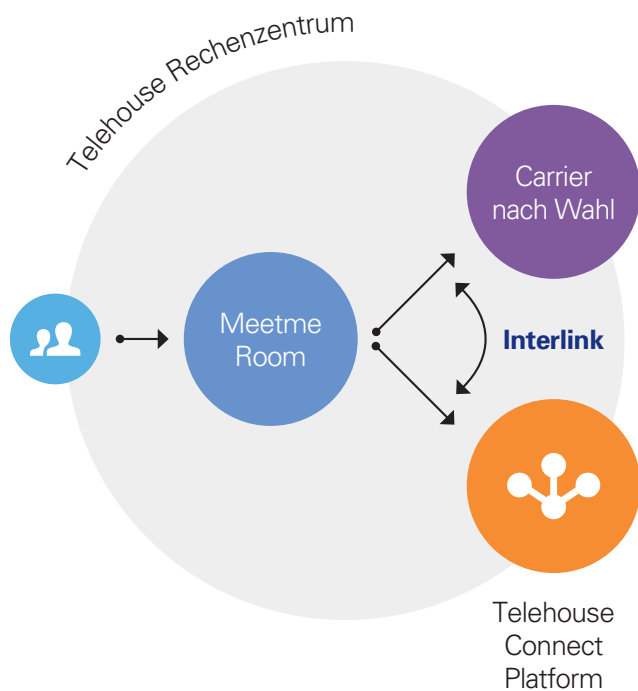 Telehouse Rechenzentrum
Carrier
nach Wahl
Meetme
Room
Interlink
Telehouse
Connect
Platform